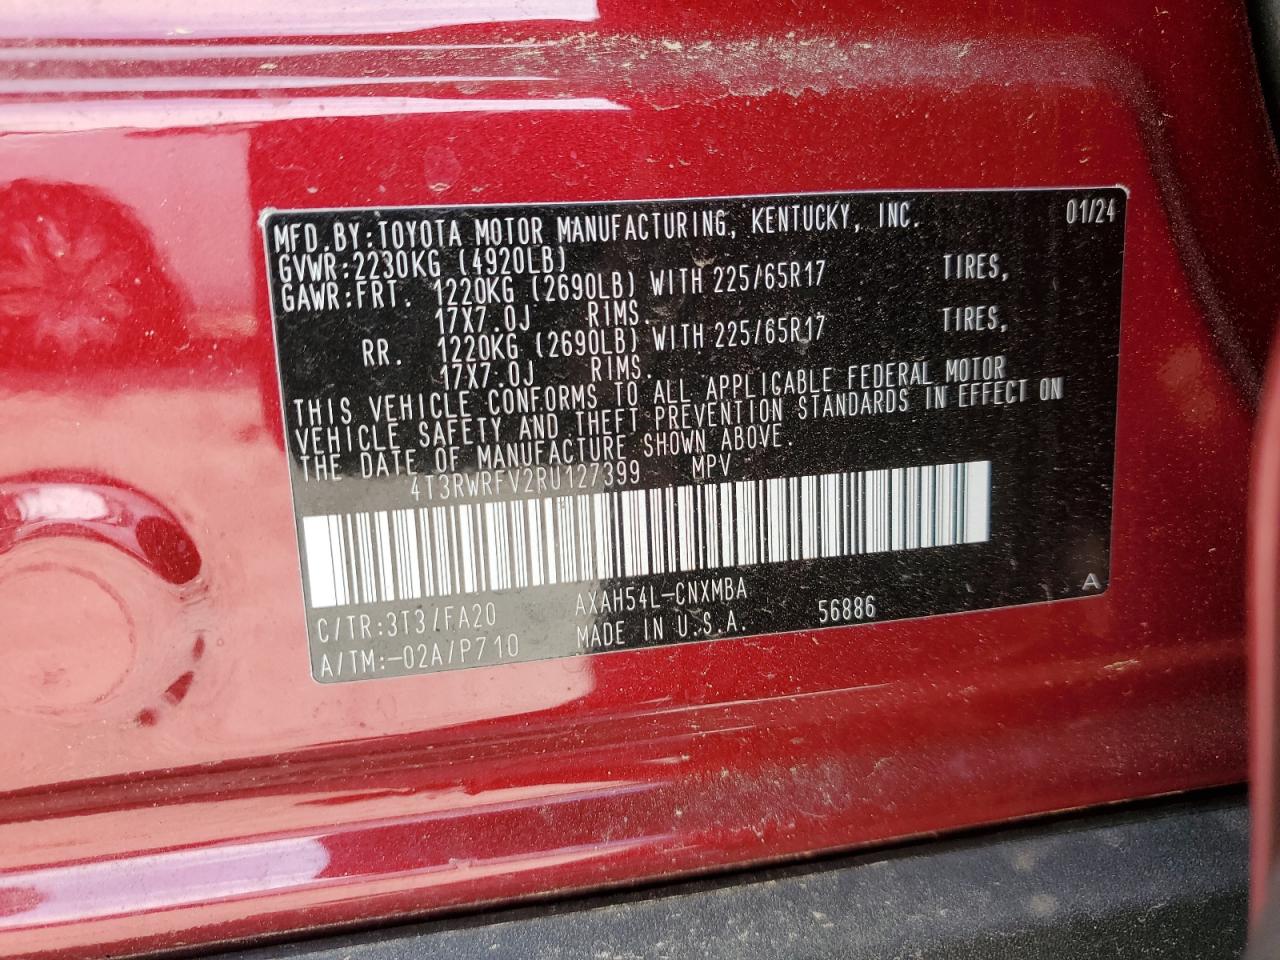 MFD.BY:TOYOTA MOTOR MANUFACTURING, KENTUCKY, INC. 01/24
GVWR:2230KG (4920LB)
GAWR:FRT. 1220KG (2690LB) WITH 225/65R17 TIRES,
17X7.0J RIMS.
RR. 1220KG (2690LB) WITH 225/65R17 TIRES,
17X7.0J RIMS.
THIS VEHICLE CONFORMS TO ALL APPLICABLE FEDERAL MOTOR
VEHICLE SAFETY AND THEFT PREVENTION STANDARDS IN EFFECT ON
THE DATE OF MANUFACTURE SHOWN ABOVE.
4T3RWRFV2RU127399 MPV
C/TR:3T3/FA20 AXAH54L-CNXMBA A
A/TM:-02A/P710 MADE IN U.S.A. 56886